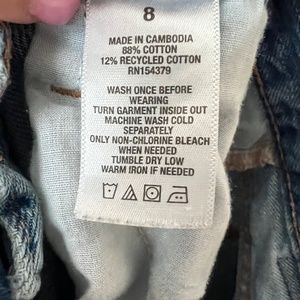 8
MADE IN CAMBODIA
88% COTTON
12% RECYCLED COTTON
RN154379
WASH ONCE BEFORE
WEARING
TURN GARMENT INSIDE OUT
MACHINE WASH COLD
SEPARATELY
ONLY NON-CHLORINE BLEACH
WHEN NEEDED
TUMBLE DRY LOW
WARM IRON IF NEEDED